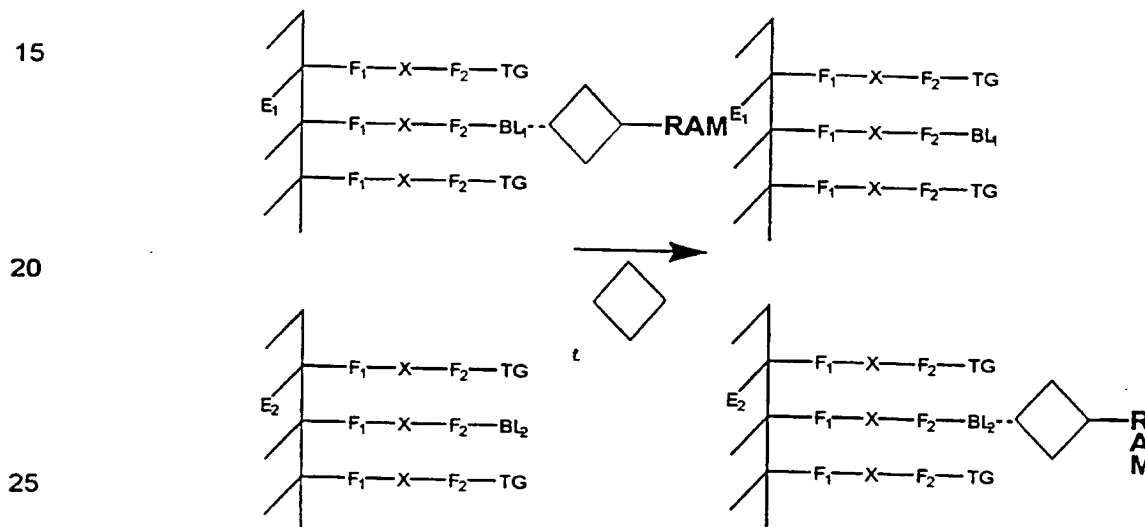 15
F₁—X—F₂—TG F₁—X—F₂—TG
E₁ E₁
F₁—X—F₂—BL₁ RAM F₁—X—F₂—BL₁
F₁—X—F₂—TG F₁—X—F₂—TG
20
t
F₁—X—F₂—TG F₁—X—F₂—TG
E₂ E₂
F₁—X—F₂—BL₂ F₁—X—F₂—BL₂ RAM
25
F₁—X—F₂—TG F₁—X—F₂—TG